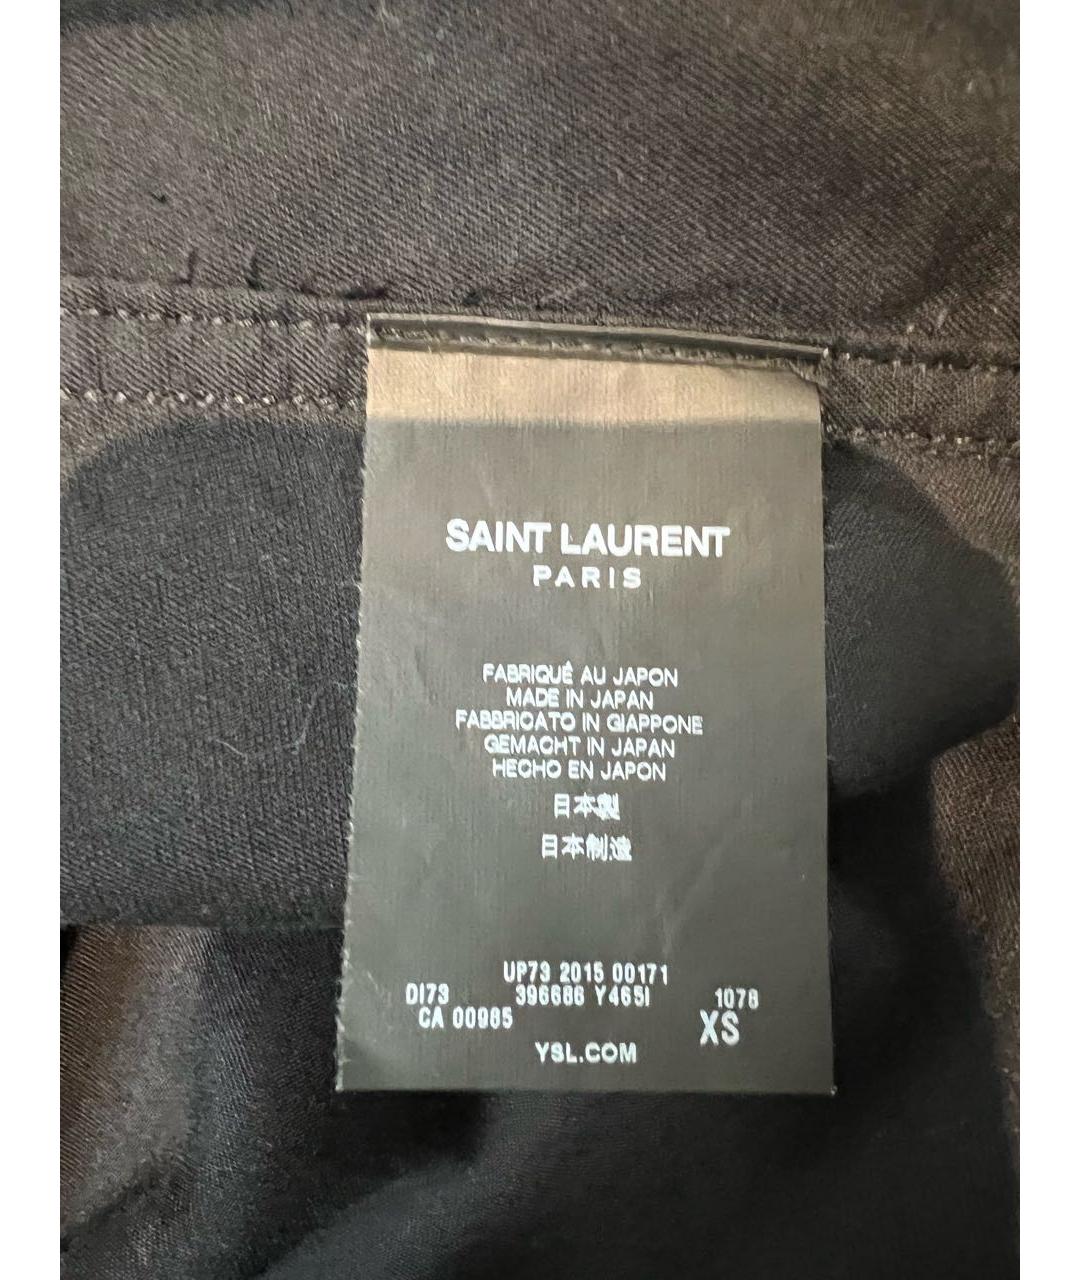 SAINT LAURENT
PARIS
FABRIQUÉ AU JAPON
MADE IN JAPAN
FABBRICATO IN GIAPPONE
GEMACHT IN JAPAN
HECHO EN JAPON
日本製
日本制造
UP73 2015 00171
DI73 396686 Y465I 1078
CA 00985 XS
YSL.COM